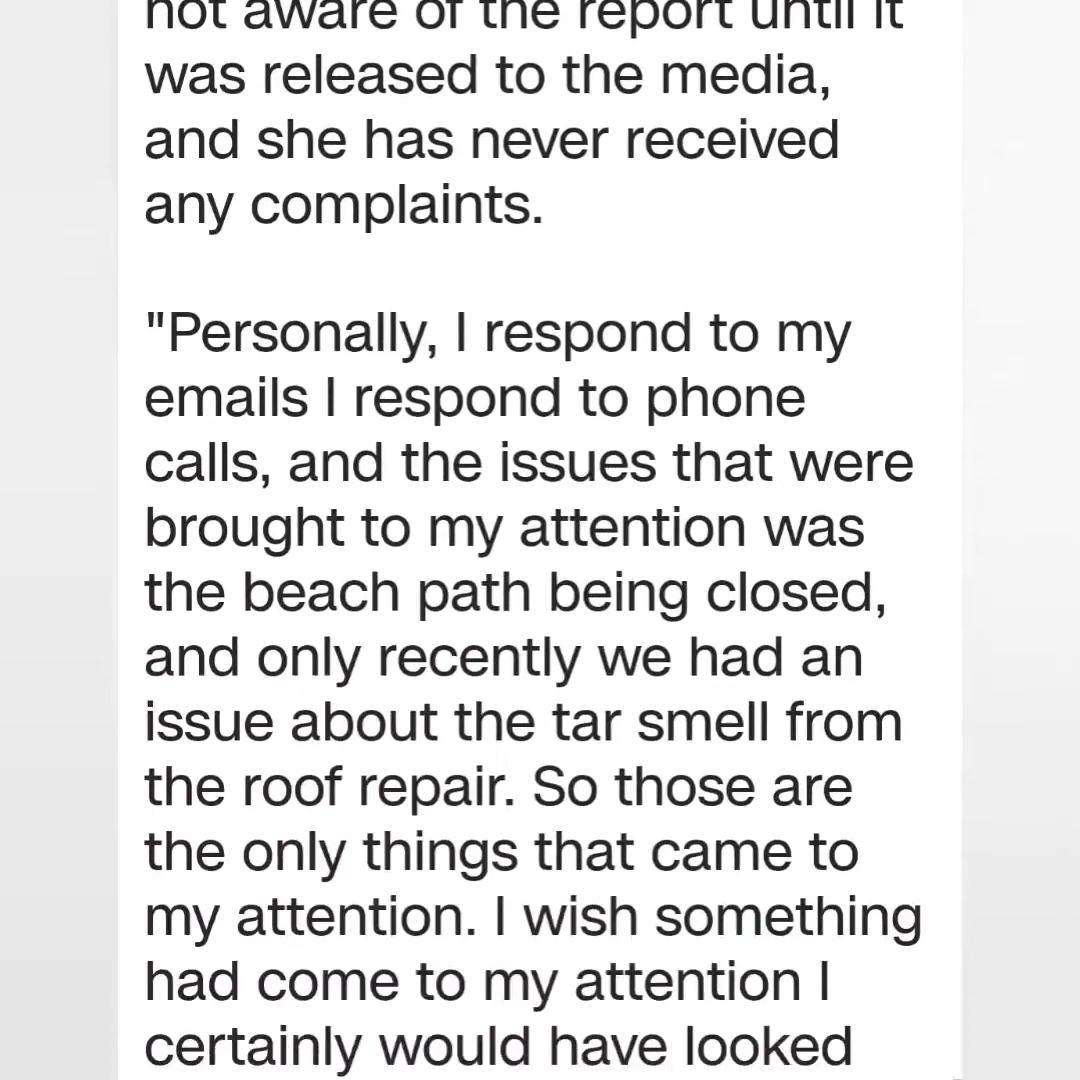 not aware of the report until it
was released to the media,
and she has never received
any complaints.
"Personally, I respond to my
emails I respond to phone
calls, and the issues that were
brought to my attention was
the beach path being closed,
and only recently we had an
issue about the tar smell from
the roof repair. So those are
the only things that came to
my attention. I wish something
had come to my attention I
certainly would have looked